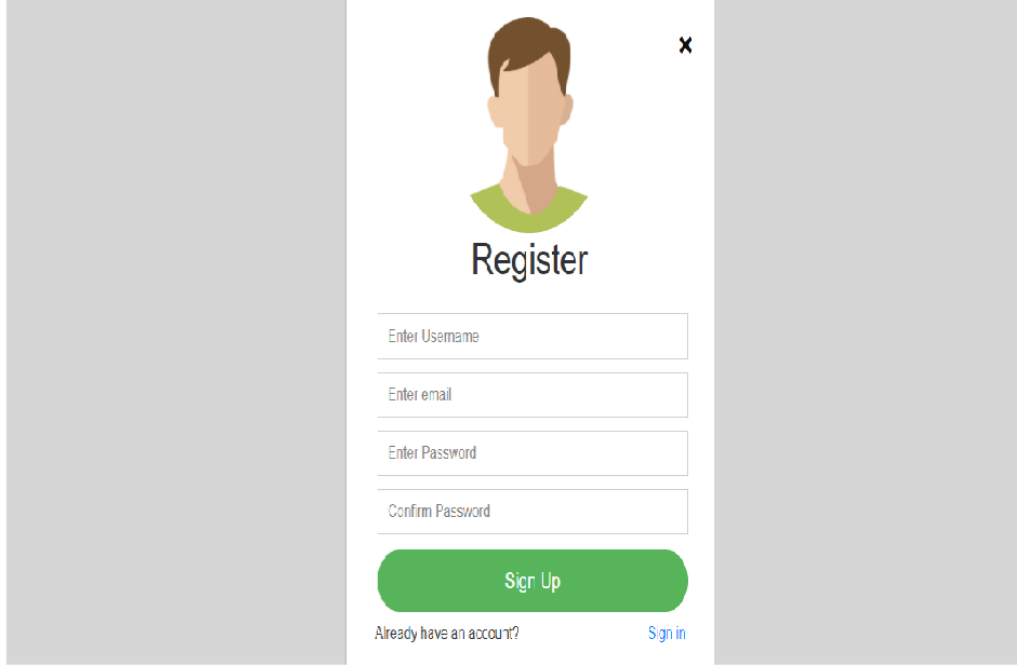 Register
Enter Username
Enter email
Enter Password
Confirm Password
Sign Up
Already have an account? Sign in